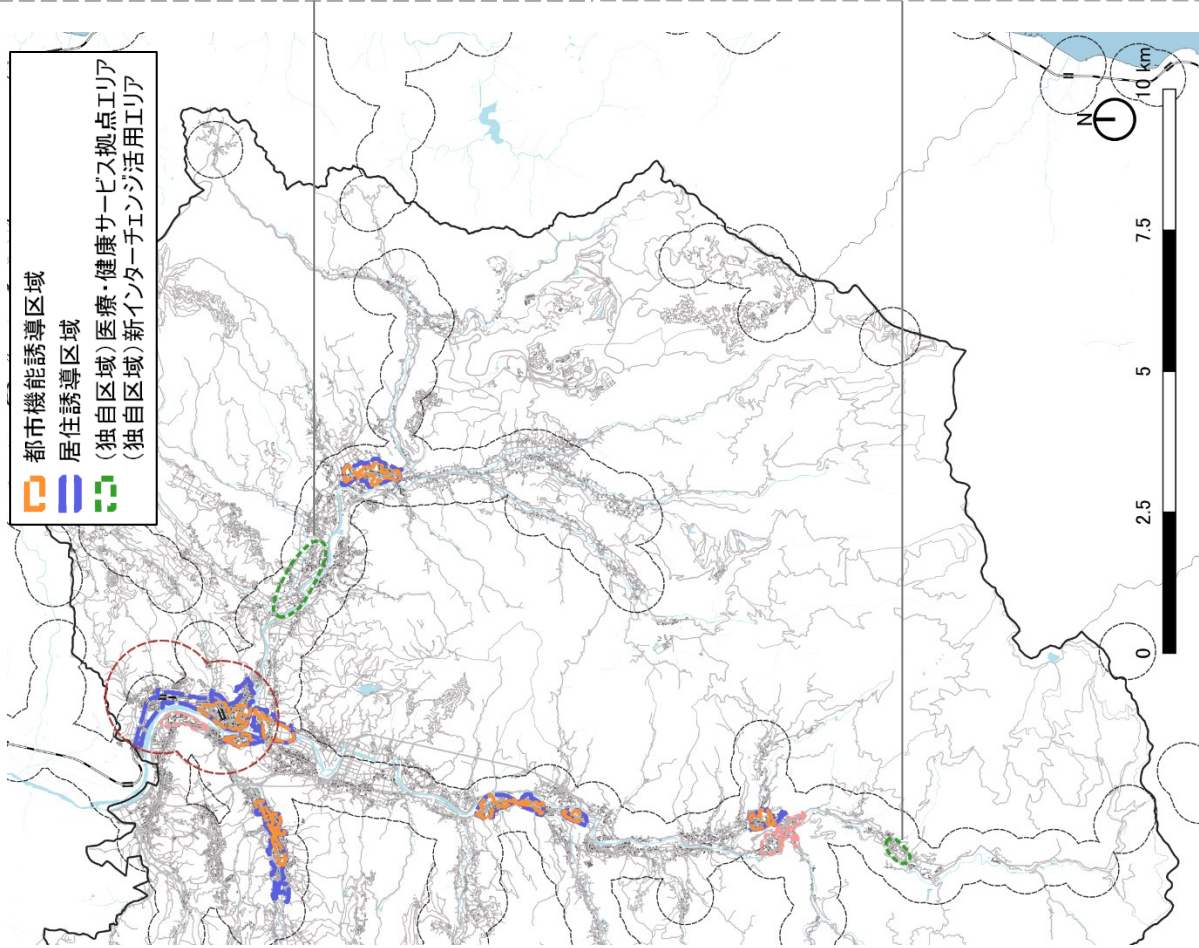 都市機能誘導区域
居住誘導区域
(独自区域)医療・健康サービス拠点エリア
(独自区域)新インターチェンジ活用エリア
N
0
2.5
5
7.5
10 km